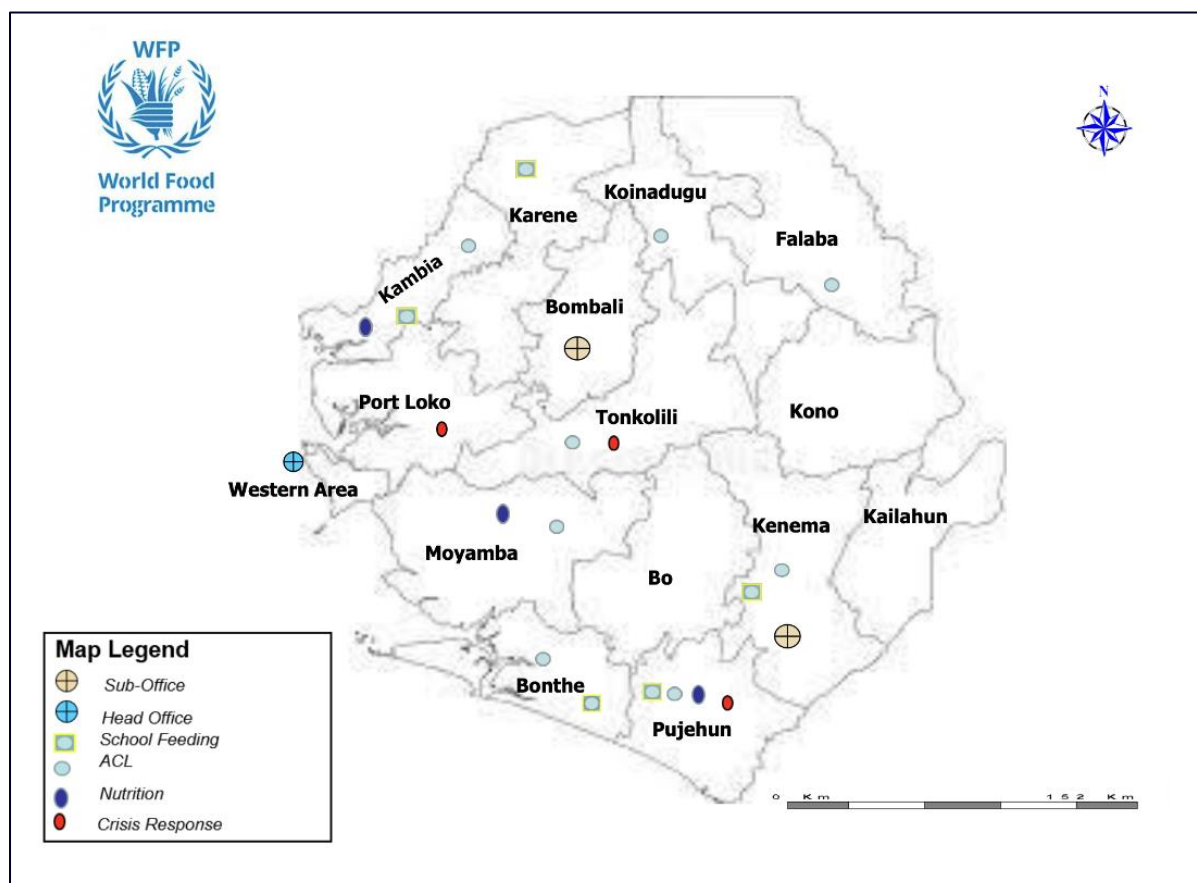 WFP
World Food
Programme
N
Koinadugu
Karene
Falaba
Kambia
Bombali
Port Loko
Tonkolili
Kono
Western Area
Kenema
Kailahun
Moyamba
Bo
Bonthe
Pujehun
Map Legend
Sub-Office
Head Office
School Feeding
ACL
Nutrition
Crisis Response
0 Km 152 Km